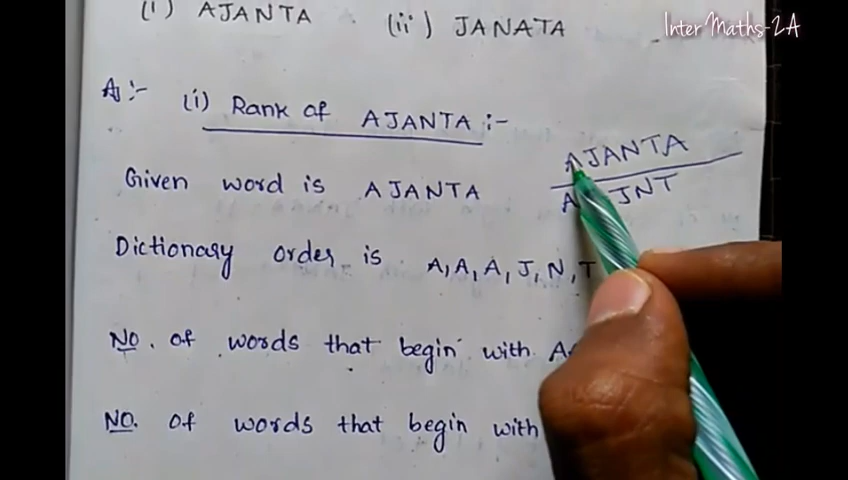 (i) AJANTA (ii) JANATA
Inter Maths-2A
A :- (i) Rank of AJANTA :-
AJANTA
Given word is AJANTA
A JNT
Dictionary order is A, A, A, J, N, T
No. of words that begin with
No. of words that begin with